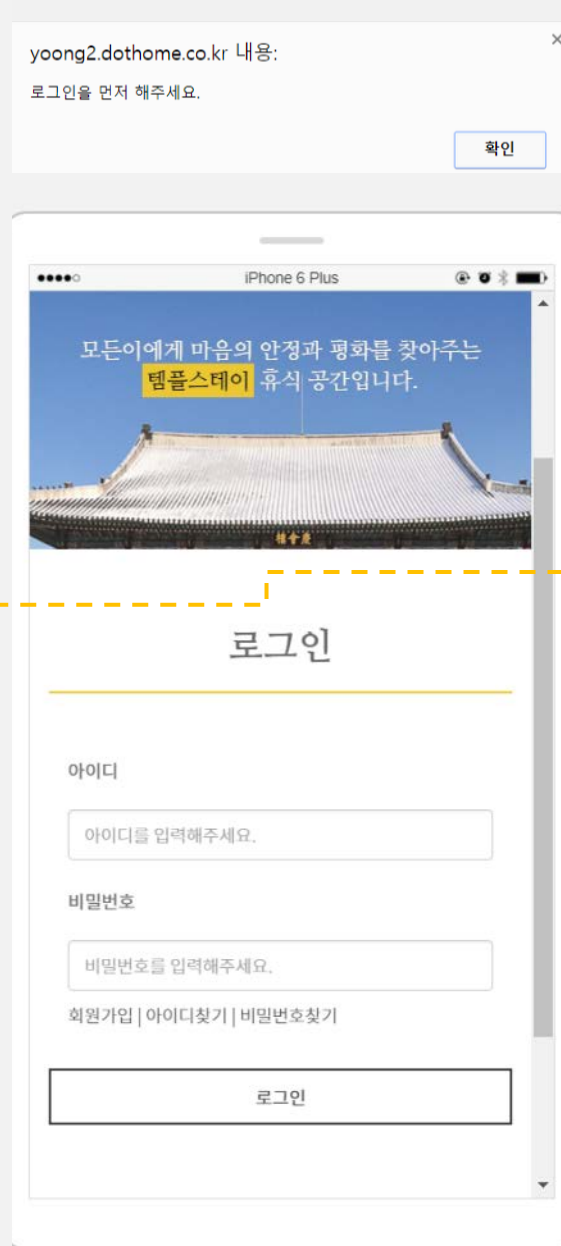 yoong2.dothome.co.kr 내용:
로그인을 먼저 해주세요.
확인
iPhone 6 Plus
모든이에게 마음의 안정과 평화를 찾아주는
템플스테이 휴식 공간입니다.
樓會慶
로그인
아이디
아이디를 입력해주세요.
비밀번호
비밀번호를 입력해주세요.
회원가입 | 아이디찾기 | 비밀번호찾기
로그인